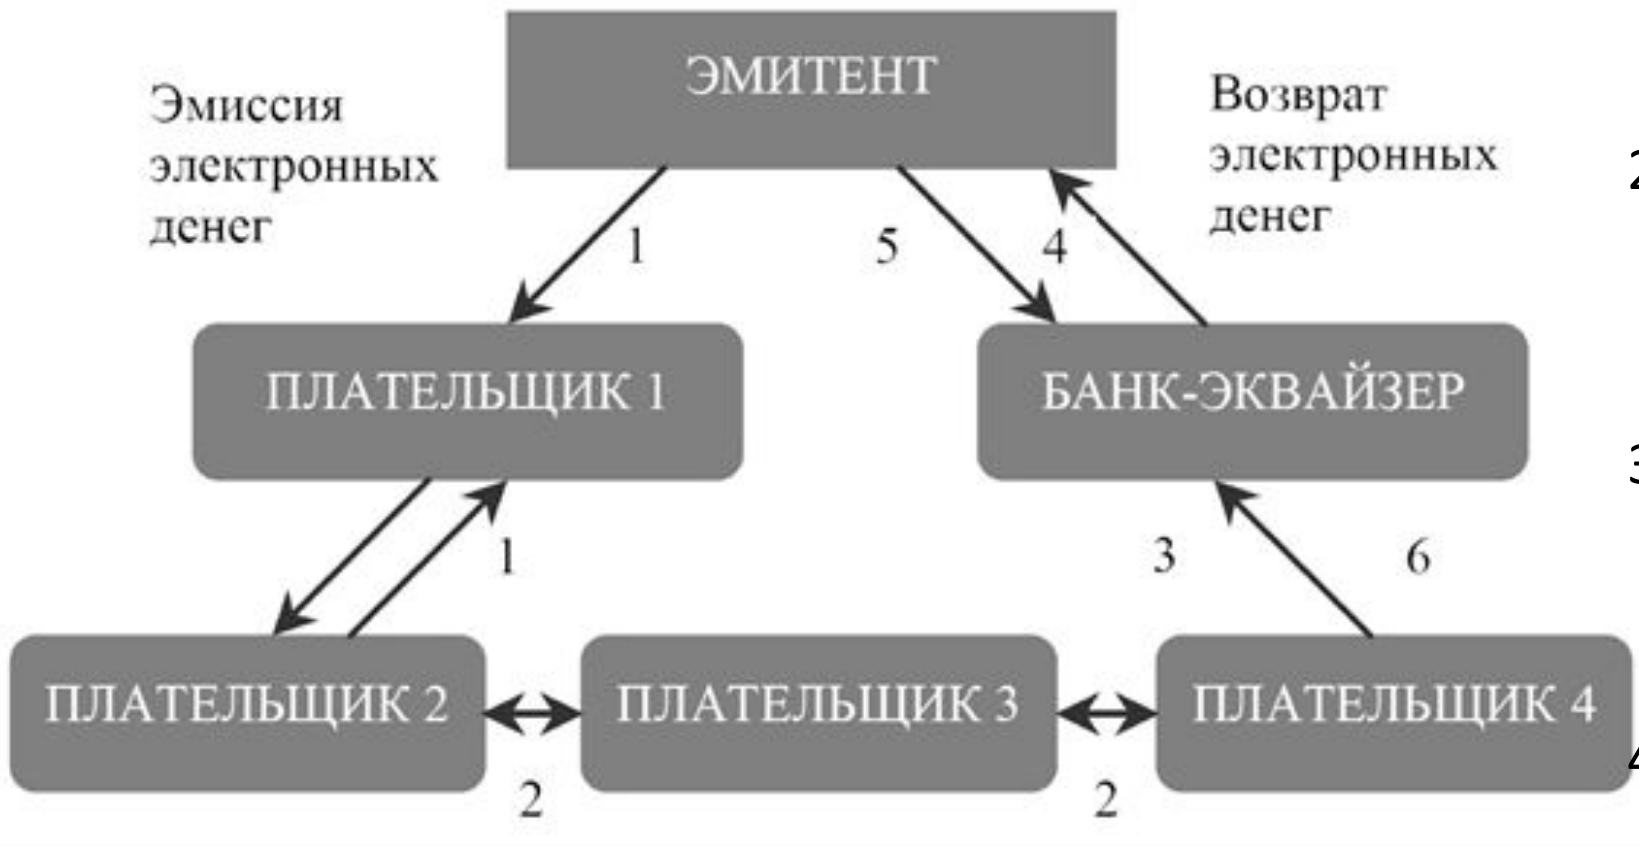 ЭМИТЕНТ
Эмиссия
электронных
денег
Возврат
электронных
денег
1
5
4
ПЛАТЕЛЬЩИК 1
БАНК-ЭКВАЙЗЕР
1
3
6
ПЛАТЕЛЬЩИК 2
ПЛАТЕЛЬЩИК 3
ПЛАТЕЛЬЩИК 4
2
2